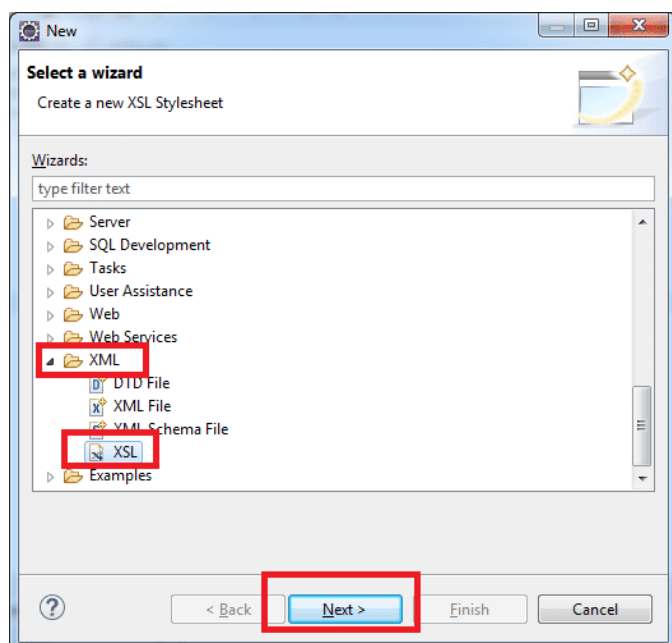 New
Select a wizard
Create a new XSL Stylesheet
Wizards:
type filter text
Server
SQL Development
Tasks
User Assistance
Web
Web Services
XML
DTD File
XML File
XML Schema File
XSL
Examples
< Back Next > Finish Cancel